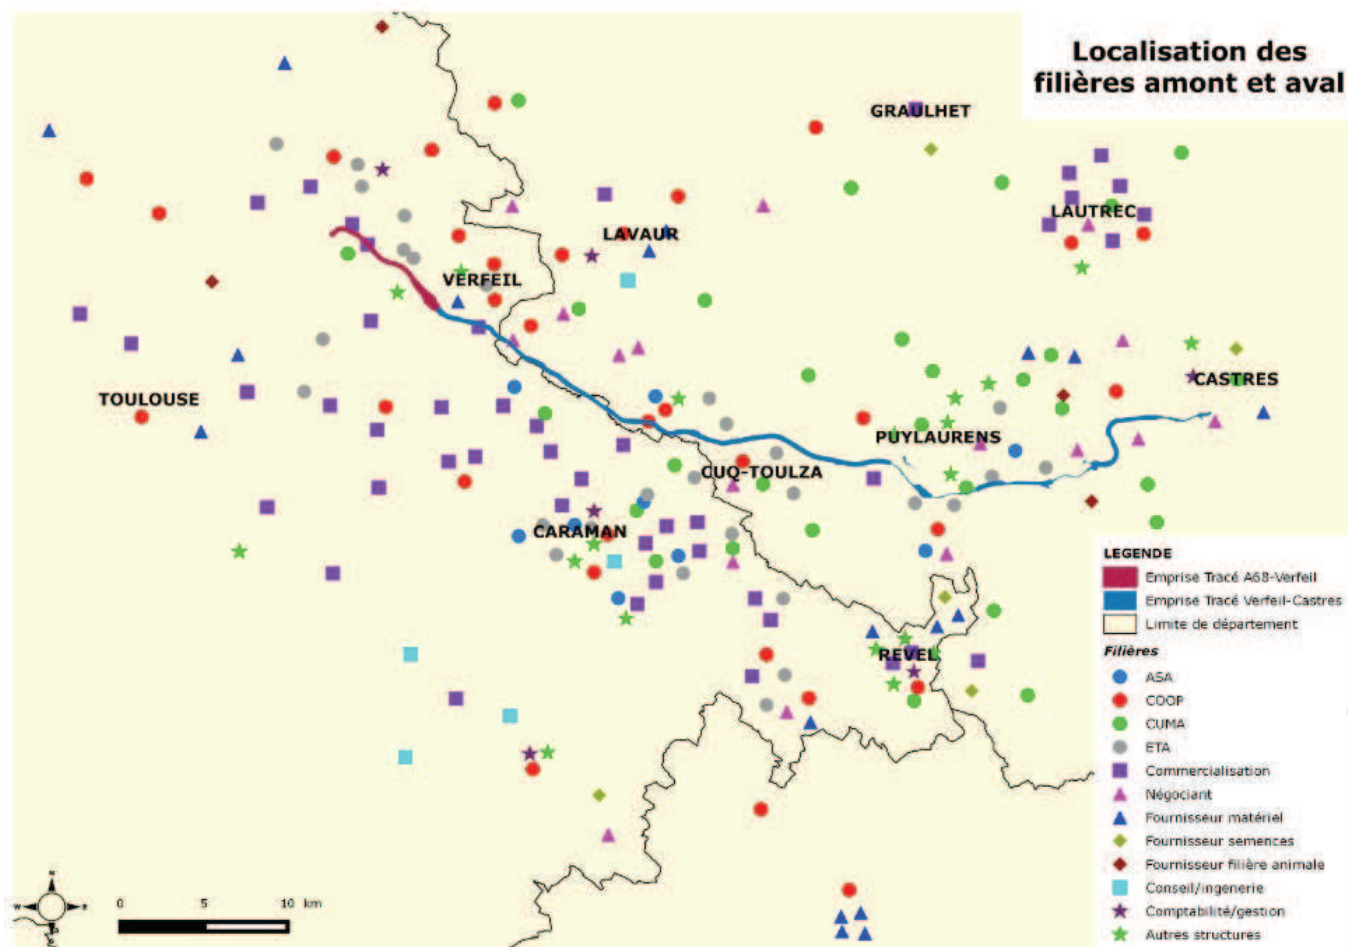 Localisation des
filières amont et aval
GRAULHET
LAUTREC
LAVAUR
VERFEIL
CASTRES
TOULOUSE
PUYLAURENS
CUQ-TOULZA
CARAMAN
REVEL
LEGENDE
Emprise Tracé A68-Verfeil
Emprise Tracé Verfeil-Castres
Limite de département
Filières
ASA
COOP
CUMA
ETA
Commercialisation
Négociant
Fournisseur matériel
Fournisseur semences
Fournisseur filière animale
Conseil/ingenerie
Comptabilité/gestion
Autres structures
N
W E
S
0 5 10 km